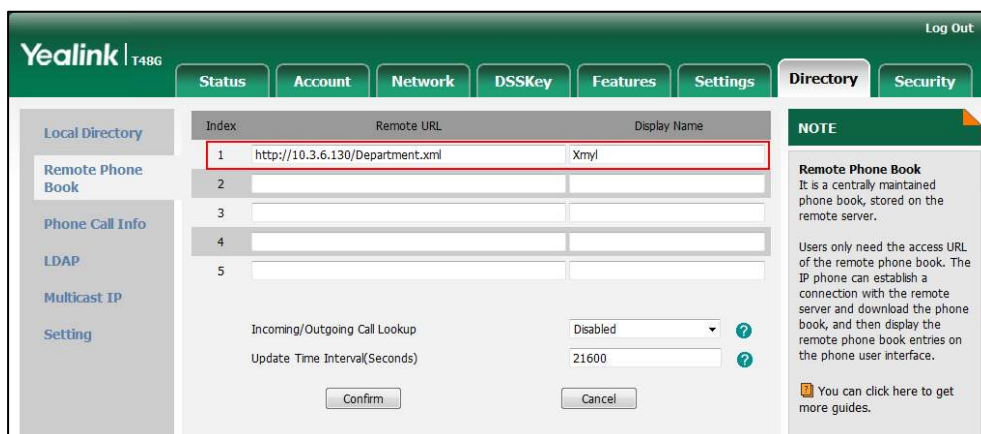 Log Out
Yealink T48G
Status Account Network DSSKey Features Settings Directory Security
Local Directory
Remote Phone
Book
Phone Call Info
LDAP
Multicast IP
Setting
Index Remote URL Display Name
1 http://10.3.6.130/Department.xml Xmyl
2
3
4
5
Incoming/Outgoing Call Lookup Disabled ?
Update Time Interval(Seconds) 21600 ?
Confirm Cancel
NOTE
Remote Phone Book
It is a centrally maintained
phone book, stored on the
remote server.
Users only need the access URL
of the remote phone book. The
IP phone can establish a
connection with the remote
server and download the phone
book, and then display the
remote phone book entries on
the phone user interface.
? You can click here to get
more guides.